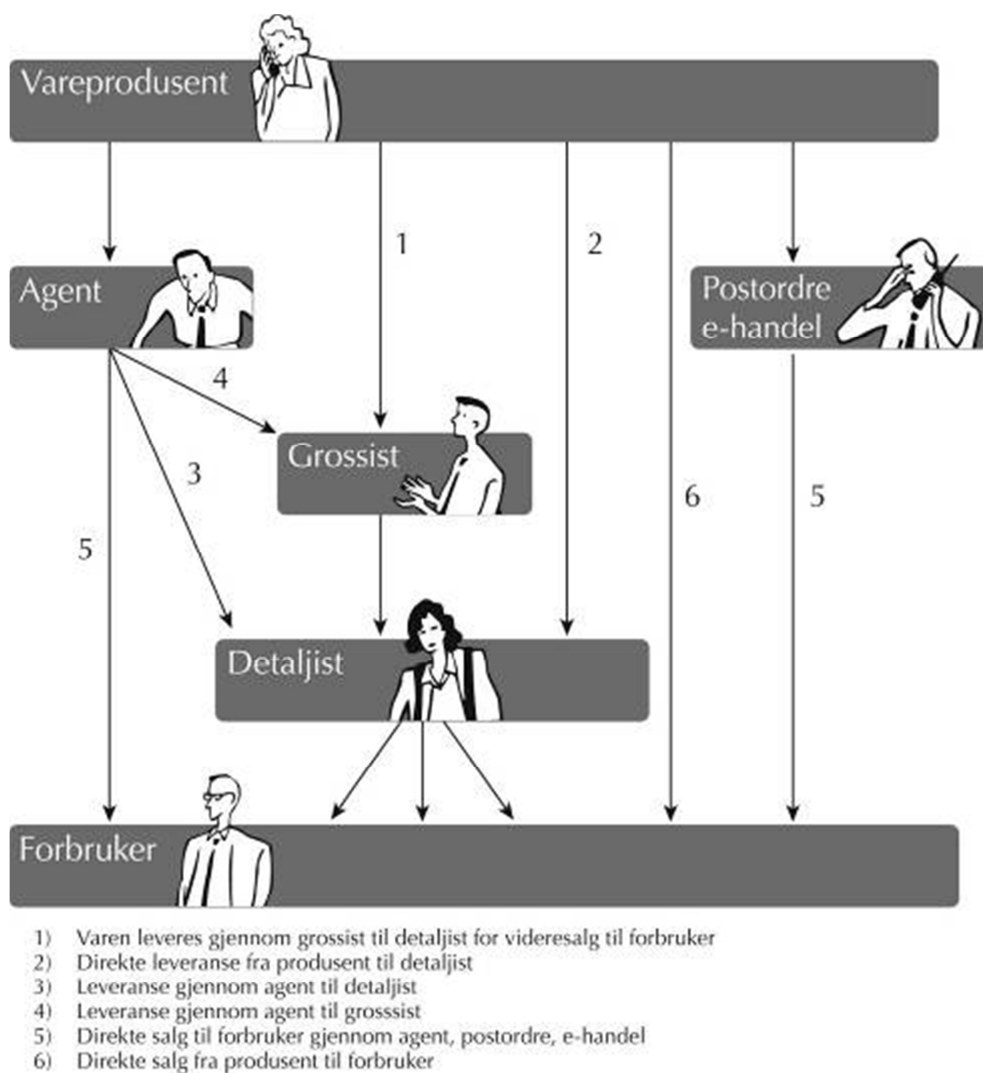 Vareprodusent
1
2
Agent
Postordre
e-handel
4
Grossist
3
6
5
5
Detaljist
Forbruker
1) Varen leveres gjennom grossist til detaljist for videresalg til forbruker
2) Direkte leveranse fra produsent til detaljist
3) Leveranse gjennom agent til detaljist
4) Leveranse gjennom agent til grosssist
5) Direkte salg til forbruker gjennom agent, postordre, e-handel
6) Direkte salg fra produsent til forbruker